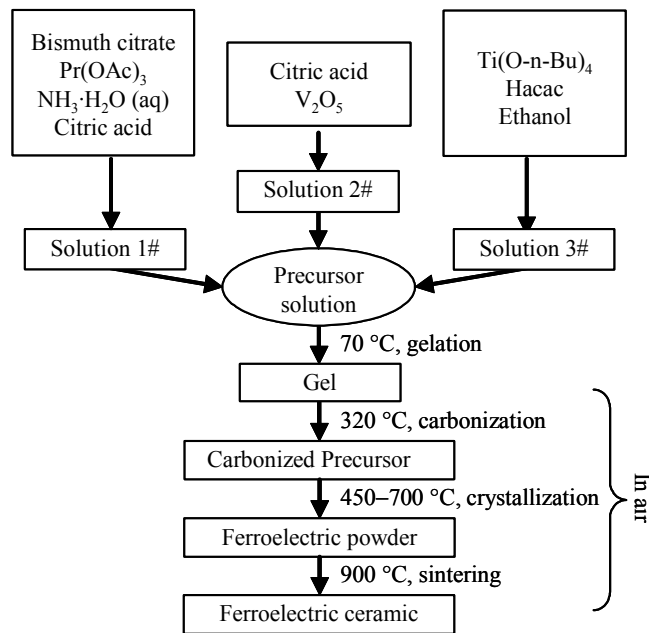 Bismuth citrate
Pr(OAc)₃
NH₃·H₂O (aq)
Citric acid
Citric acid
V₂O₅
Ti(O-n-Bu)₄
Hacac
Ethanol
Solution 2#
Solution 1#
Solution 3#
Precursor
solution
70 °C, gelation
Gel
320 °C, carbonization
Carbonized Precursor
450–700 °C, crystallization
Ferroelectric powder
900 °C, sintering
Ferroelectric ceramic
In air